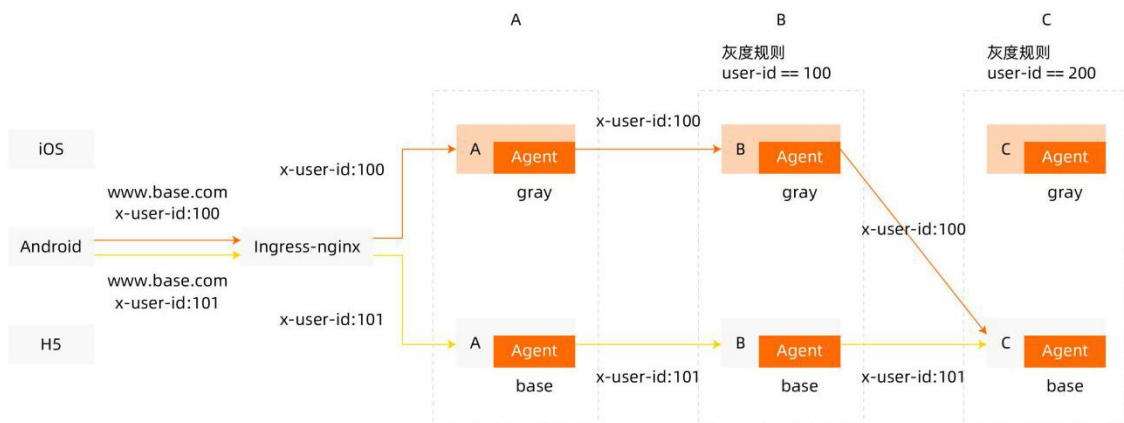 A
B
C
灰度规则
user-id == 100
灰度规则
user-id == 200
iOS
www.base.com
x-user-id:100
x-user-id:100
A
Agent
gray
x-user-id:100
B
Agent
gray
C
Agent
gray
x-user-id:100
Android
Ingress-nginx
www.base.com
x-user-id:101
x-user-id:101
H5
A
Agent
base
x-user-id:101
B
Agent
base
x-user-id:101
C
Agent
base